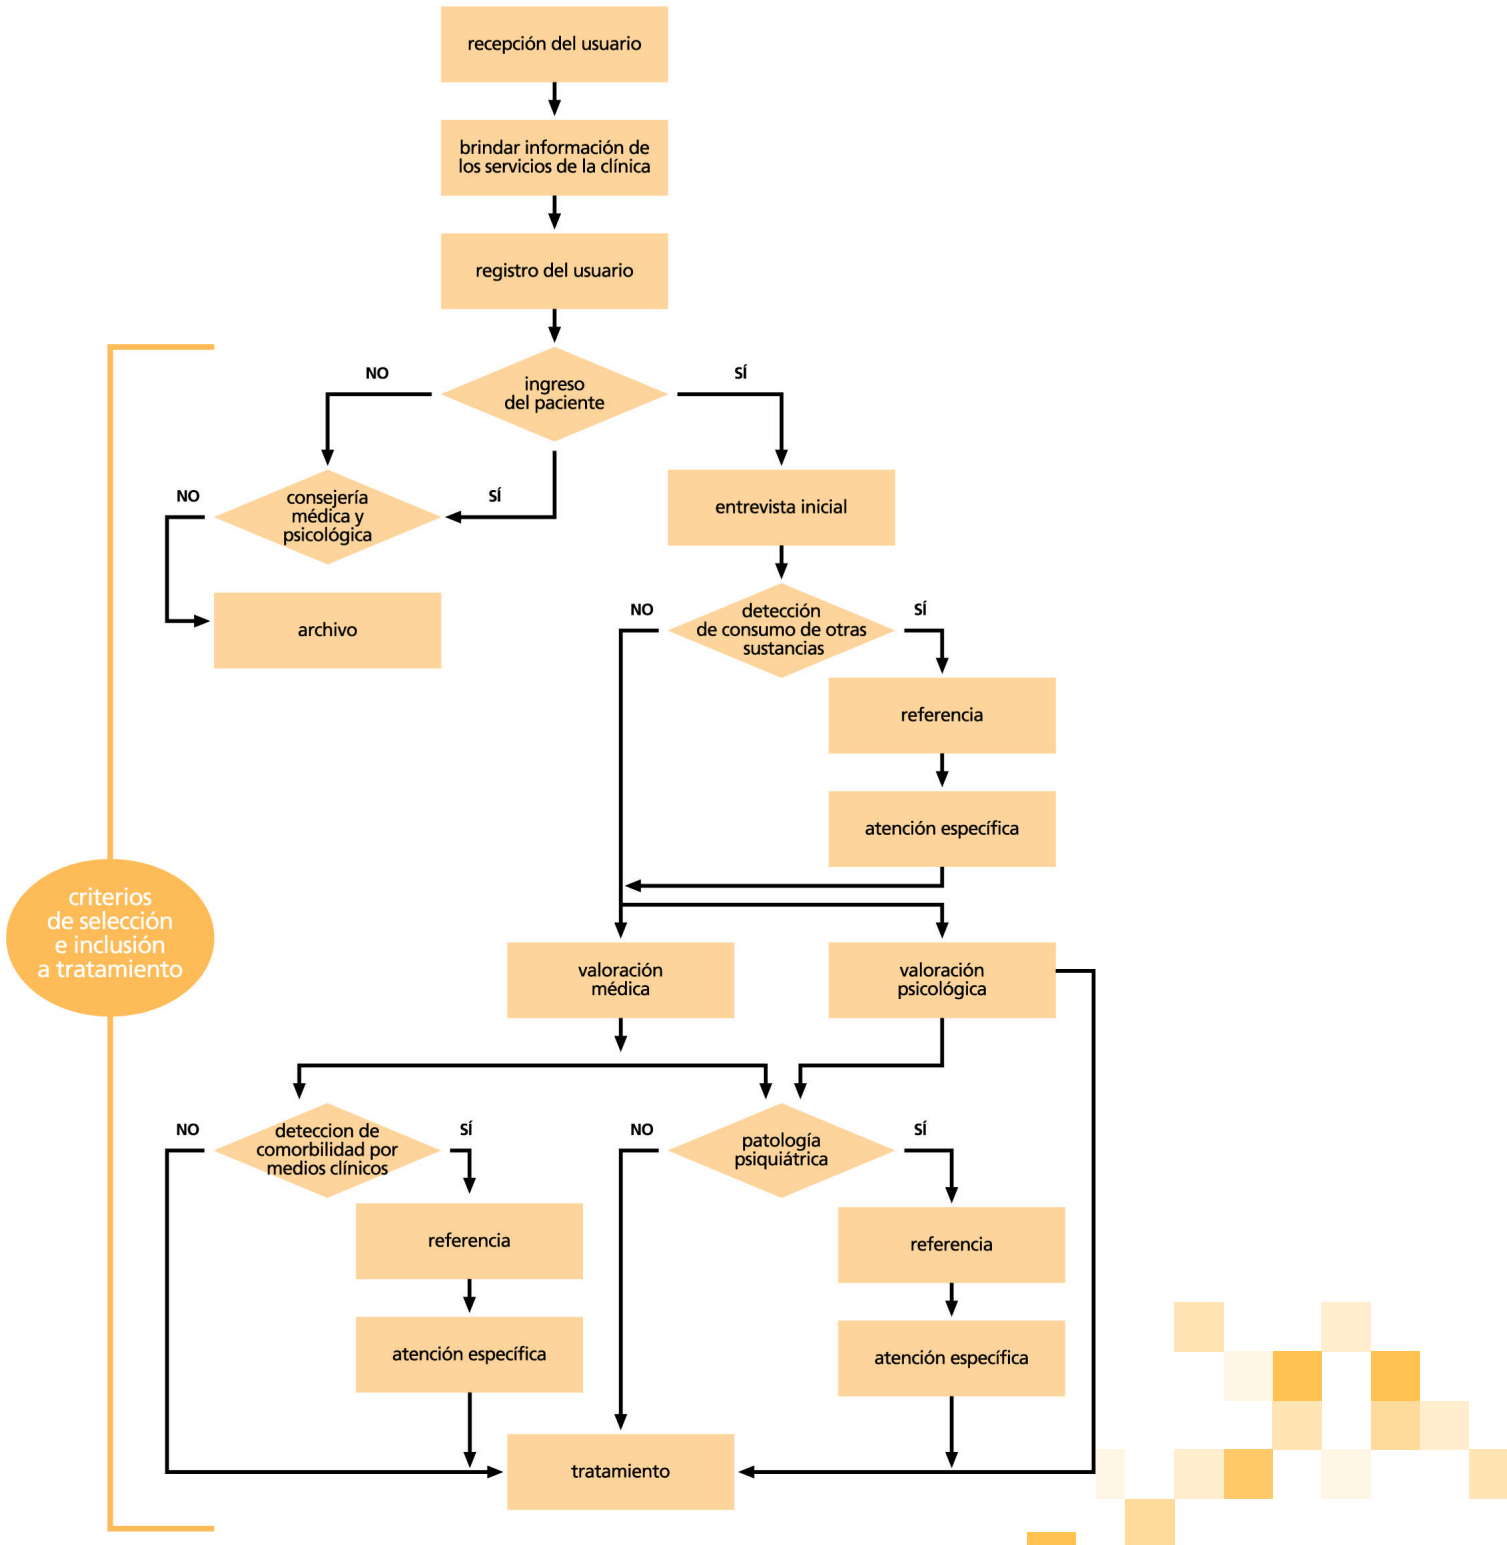 recepción del usuario
brindar información de
los servicios de la clínica
registro del usuario
NO
SÍ
ingreso
del paciente
NO
consejería
médica y
psicológica
SÍ
entrevista inicial
archivo
NO
detección
de consumo de otras
sustancias
SÍ
referencia
atención específica
criterios
de selección
e inclusión
a tratamiento
valoración
médica
valoración
psicológica
NO
deteccion de
comorbilidad por
medios clínicos
SÍ
NO
patología
psiquiátrica
SÍ
referencia
referencia
atención específica
atención específica
tratamiento